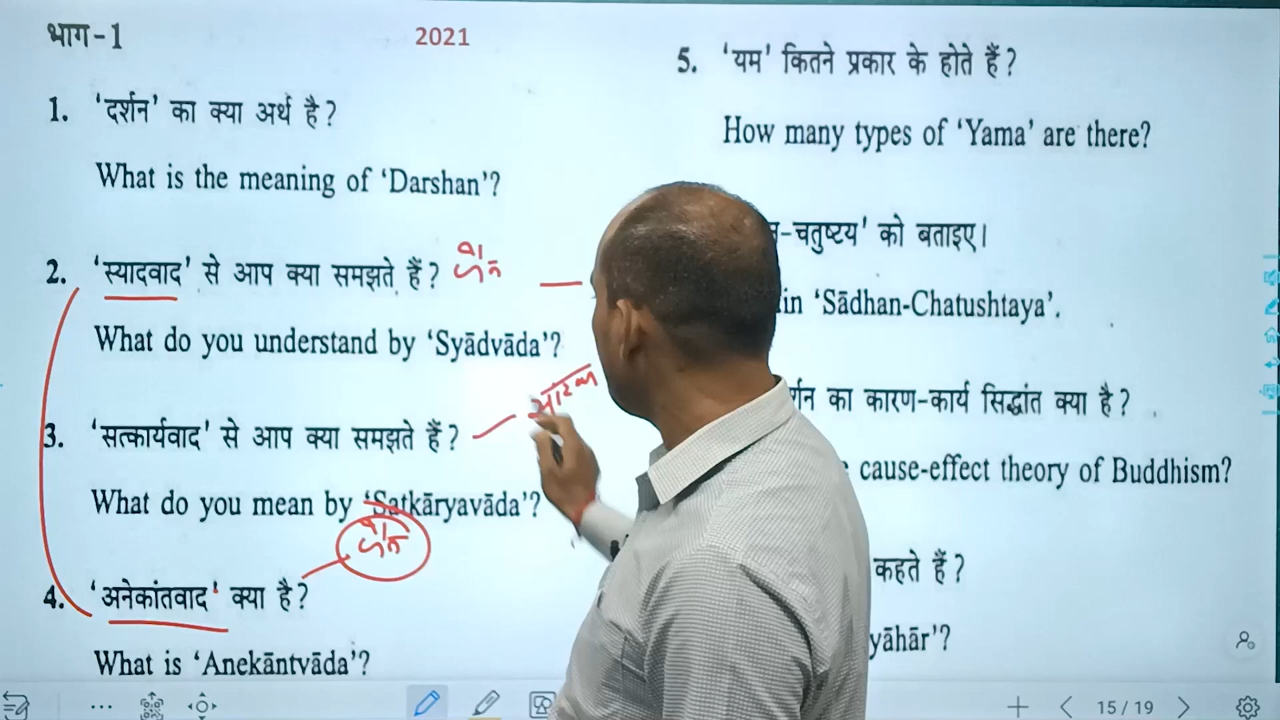 भाग-1
2021
1. 'दर्शन' का क्या अर्थ है?
What is the meaning of 'Darshan'?
2. 'स्यादवाद' से आप क्या समझते हैं? जैन
What do you understand by 'Syādvāda'?
3. 'सत्कार्यवाद' से आप क्या समझते हैं?
What do you mean by 'Satkāryavāda'?
जैन
4. 'अनेकांतवाद' क्या है?
What is 'Anekāntvāda'?
5. 'यम' कितने प्रकार के होते हैं?
How many types of 'Yama' are there?
-चतुष्टय' को बताइए।
'Sādhan-Chatushtaya'.
का कारण-कार्य सिद्धांत क्या है?
cause-effect theory of Buddhism?
कहते हैं?
yāhār'?
15 / 19